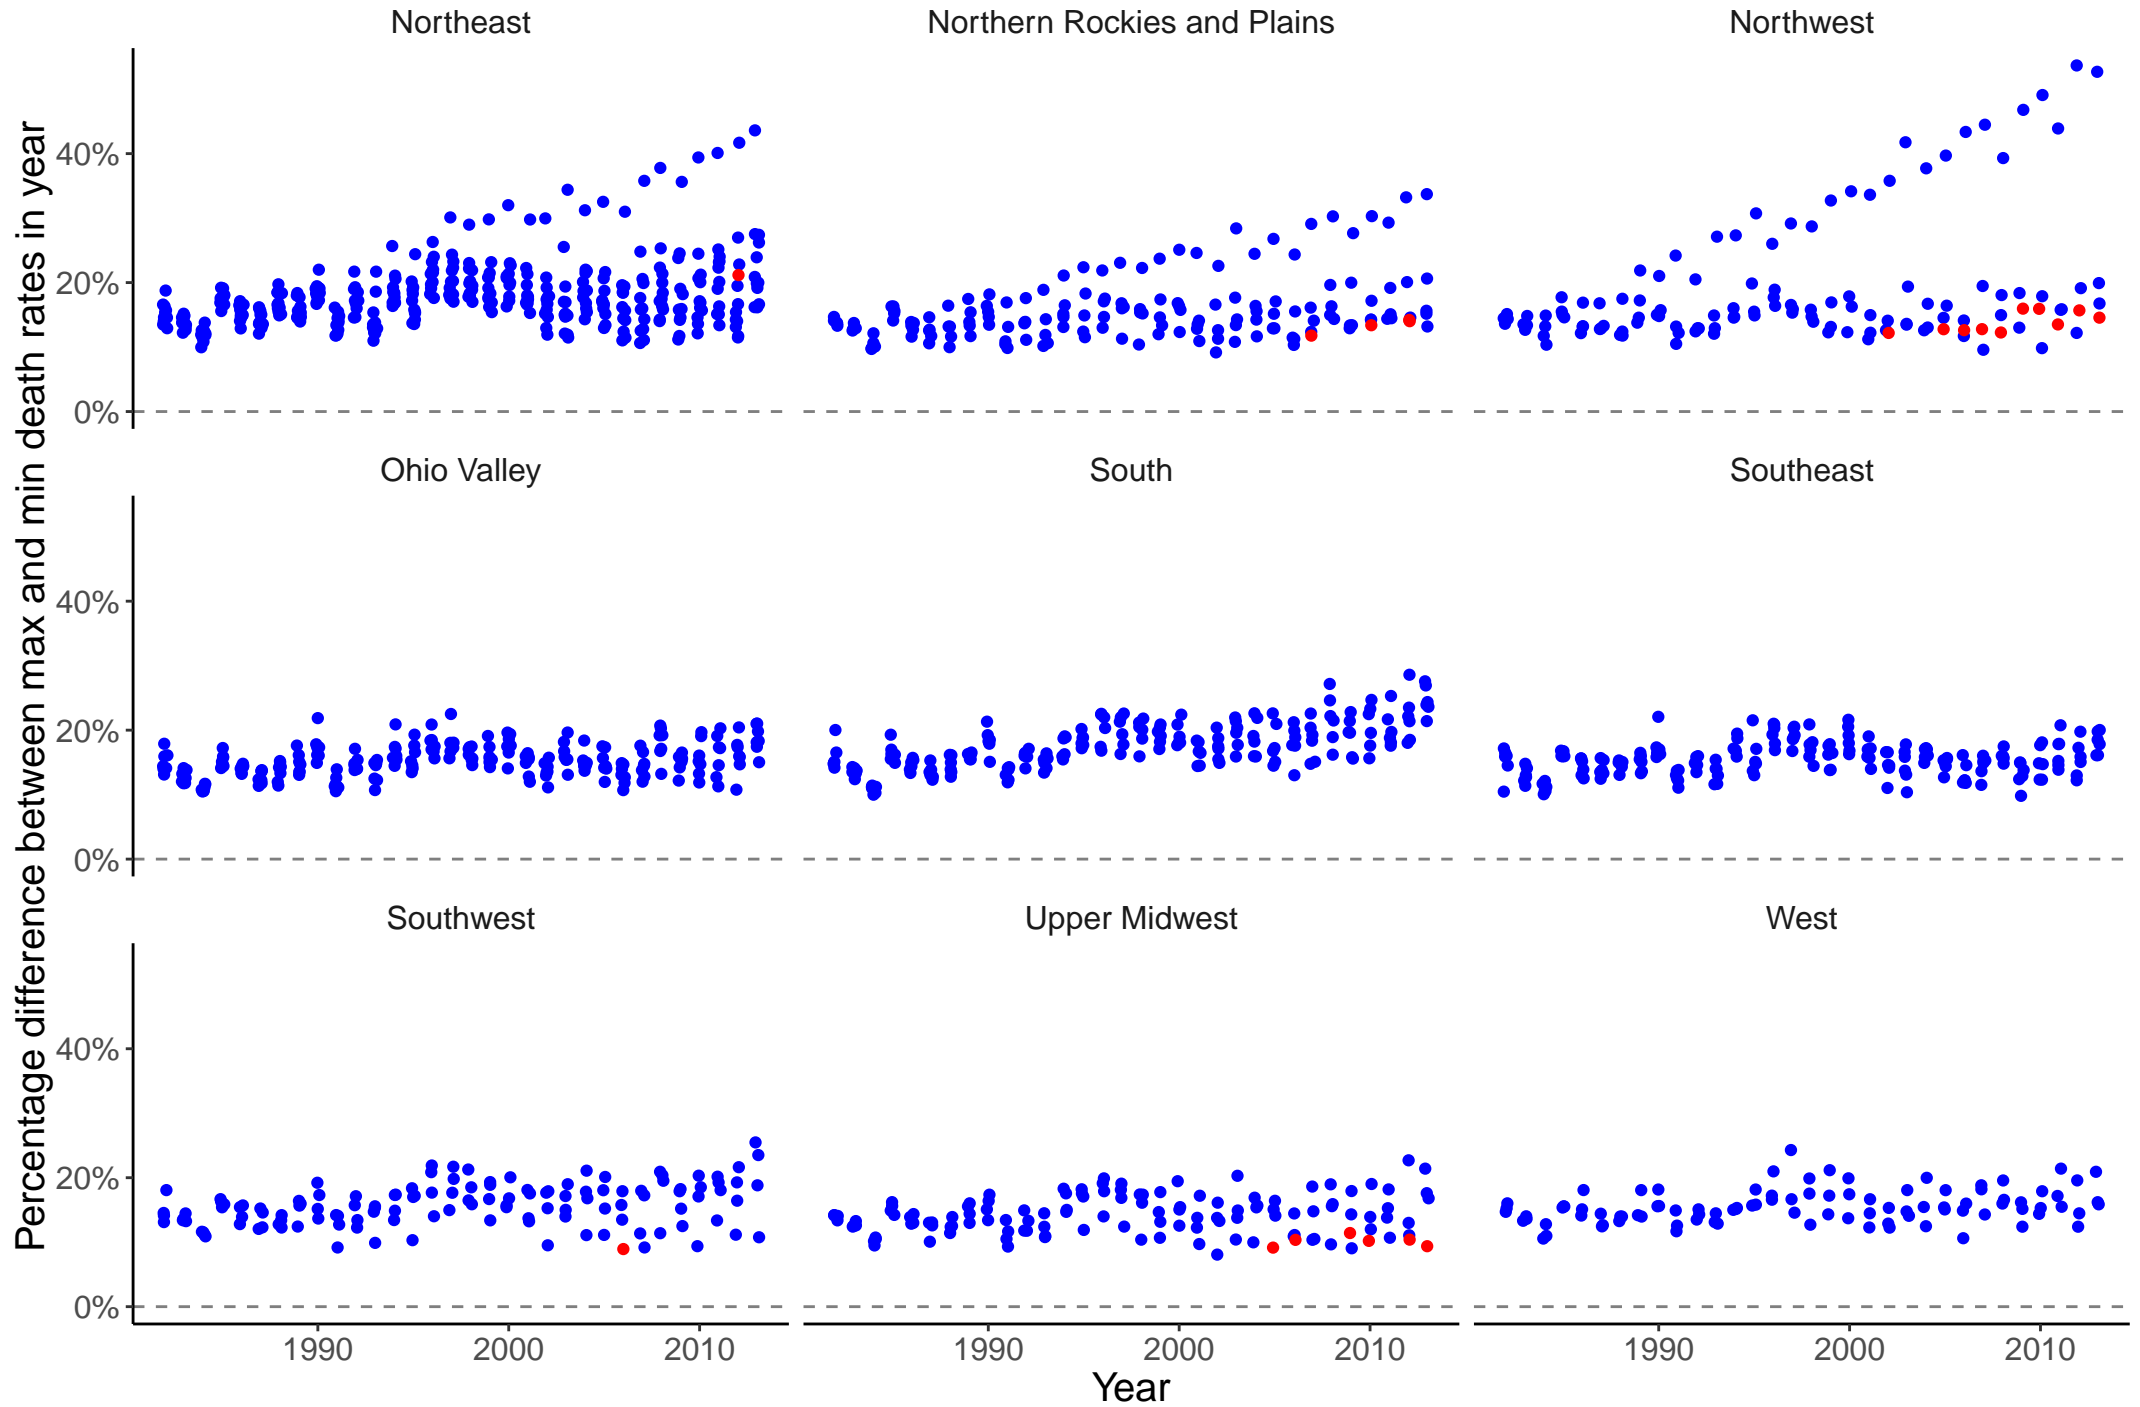 Northeast
Northern Rockies and Plains
Northwest
40%
20%
0%
Ohio Valley
South
Southeast
40%
20%
0%
Southwest
Upper Midwest
West
40%
20%
0%
1990
2000
2010
1990
2000
2010
1990
2000
2010
Year
Percentage difference between max and min death rates in year